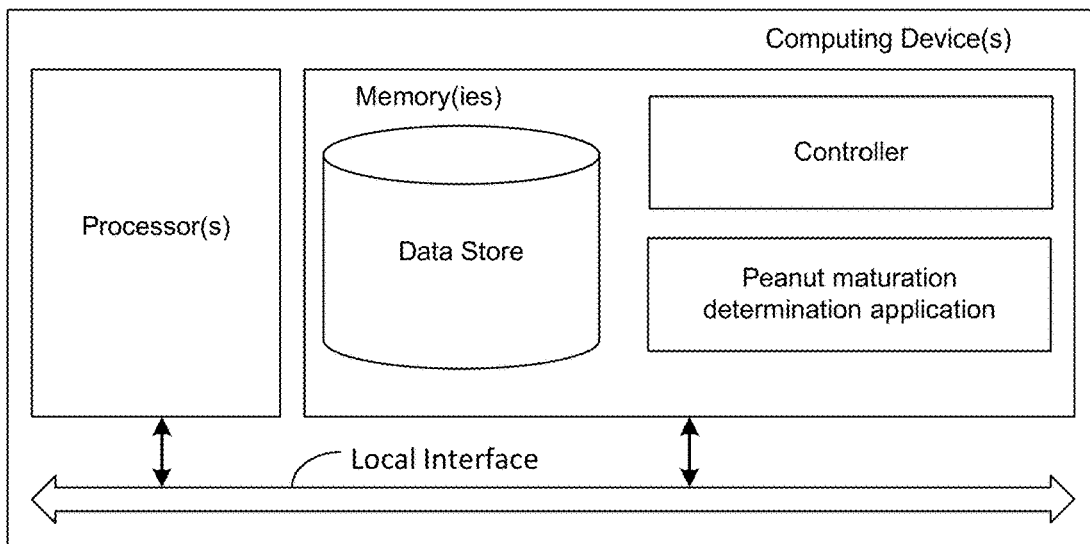 Computing Device(s)
Memory(ies)
Controller
Processor(s)
Data Store
Peanut maturation
determination application
Local Interface